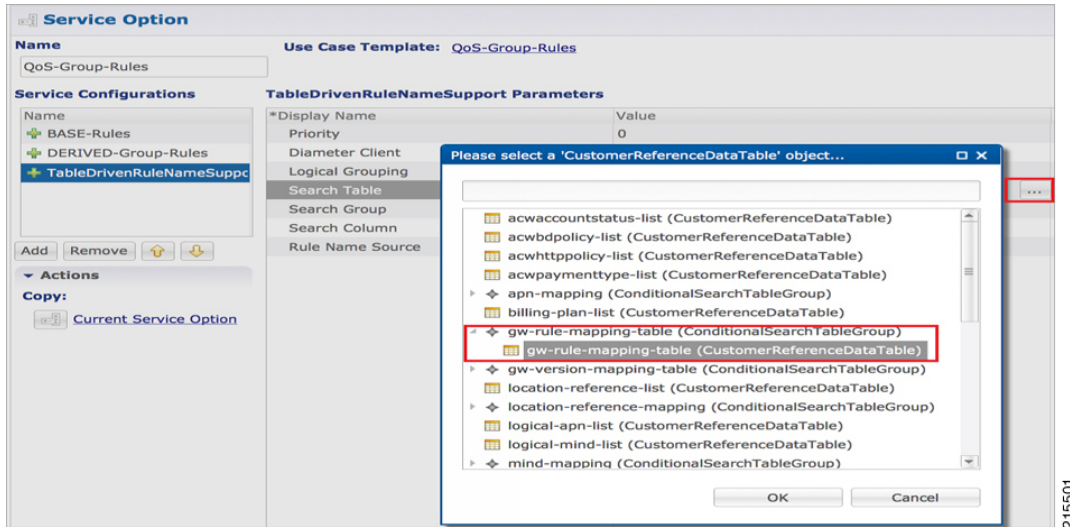 Service Option
Name
Use Case Template: QoS-Group-Rules
QoS-Group-Rules
Service Configurations
TableDrivenRuleNameSupport Parameters
Name
*Display Name Value
BASE-Rules
Priority 0
DERIVED-Group-Rules
Diameter Client
TableDrivenRuleNameSuppo
Logical Grouping
Search Table
...
Search Group
Search Column
Rule Name Source
Add Remove
Actions
Copy:
Current Service Option
Please select a 'CustomerReferenceDataTable' object...
acwaccountstatus-list (CustomerReferenceDataTable)
acwbdpolicy-list (CustomerReferenceDataTable)
acwhttppolicy-list (CustomerReferenceDataTable)
acwpaymenttype-list (CustomerReferenceDataTable)
apn-mapping (ConditionalSearchTableGroup)
billing-plan-list (CustomerReferenceDataTable)
gw-rule-mapping-table (ConditionalSearchTableGroup)
gw-rule-mapping-table (CustomerReferenceDataTable)
gw-version-mapping-table (ConditionalSearchTableGroup)
location-reference-list (CustomerReferenceDataTable)
location-reference-mapping (ConditionalSearchTableGroup)
logical-apn-list (CustomerReferenceDataTable)
logical-mind-list (CustomerReferenceDataTable)
mind-mapping (ConditionalSearchTableGroup)
OK Cancel